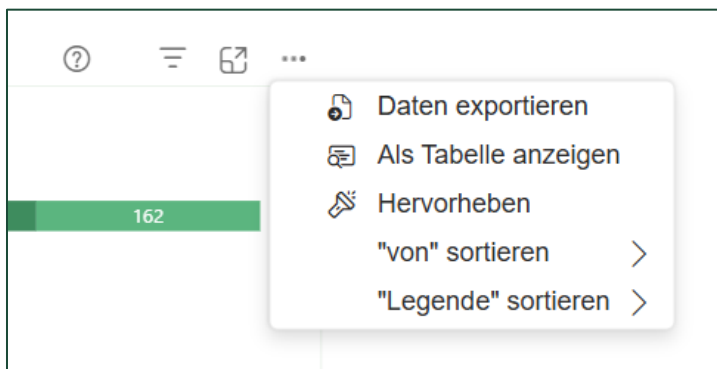 Daten exportieren
Als Tabelle anzeigen
162
Hervorheben
"von" sortieren
"Legende" sortieren